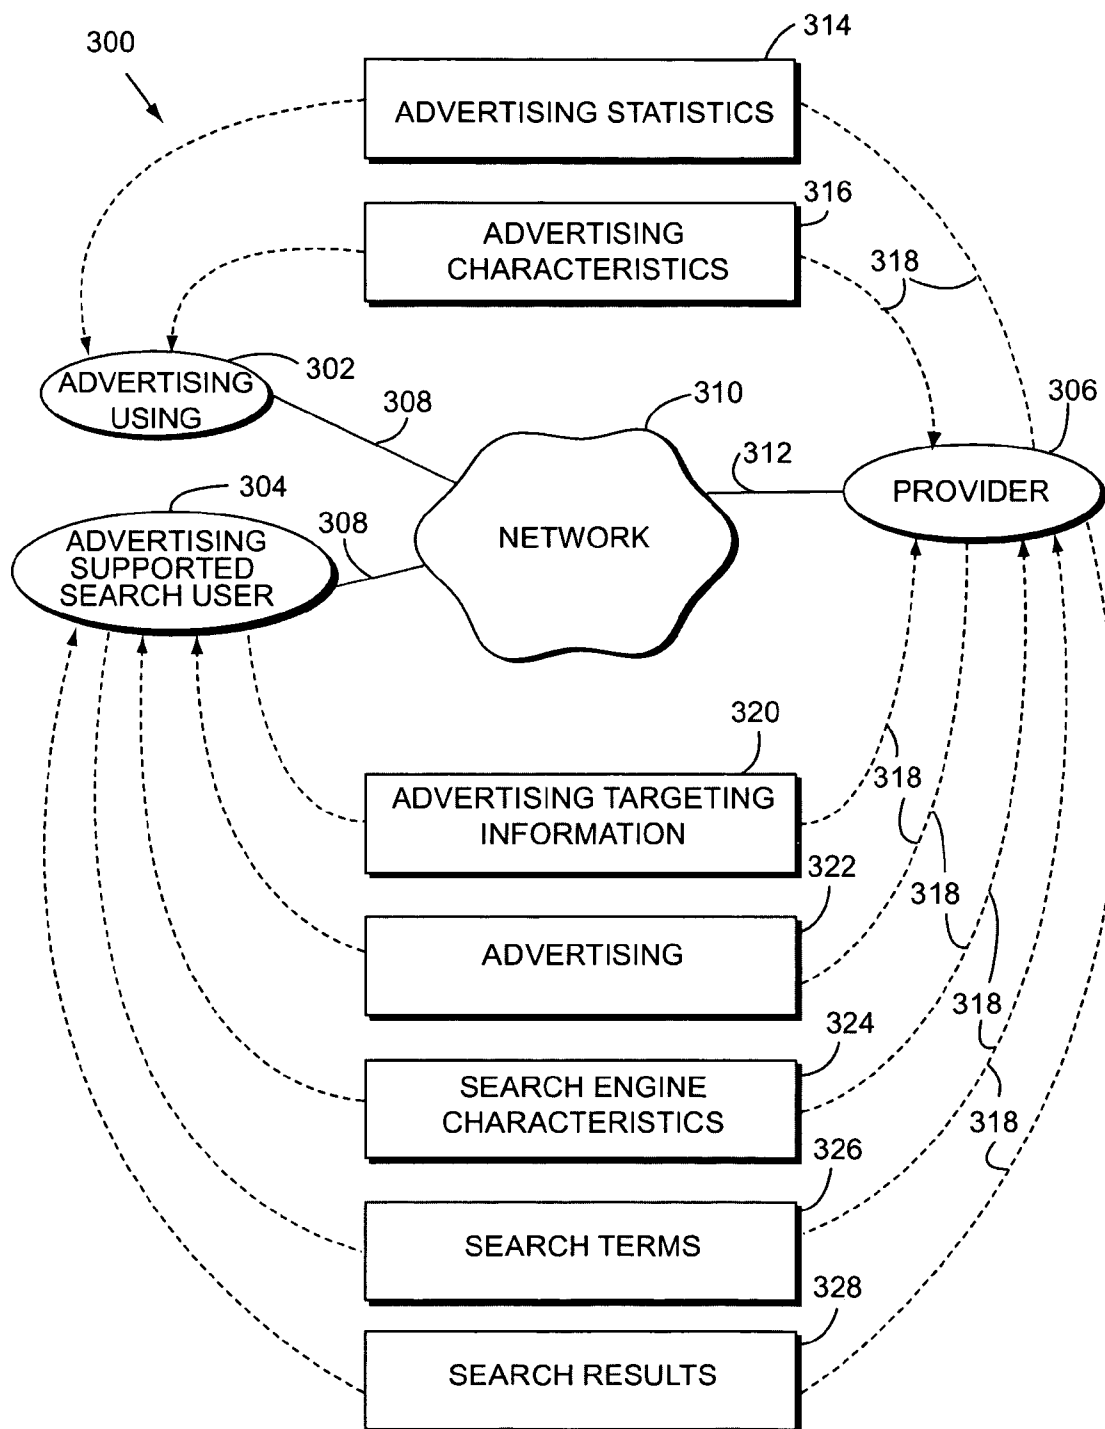 300
314
ADVERTISING STATISTICS
316
ADVERTISING
CHARACTERISTICS
318
302
ADVERTISING
USING
308
310
306
312
PROVIDER
304
308
ADVERTISING
SUPPORTED
SEARCH USER
NETWORK
320
ADVERTISING TARGETING
INFORMATION
318
322
ADVERTISING
318
324
SEARCH ENGINE
CHARACTERISTICS
318
326
318
SEARCH TERMS
328
SEARCH RESULTS